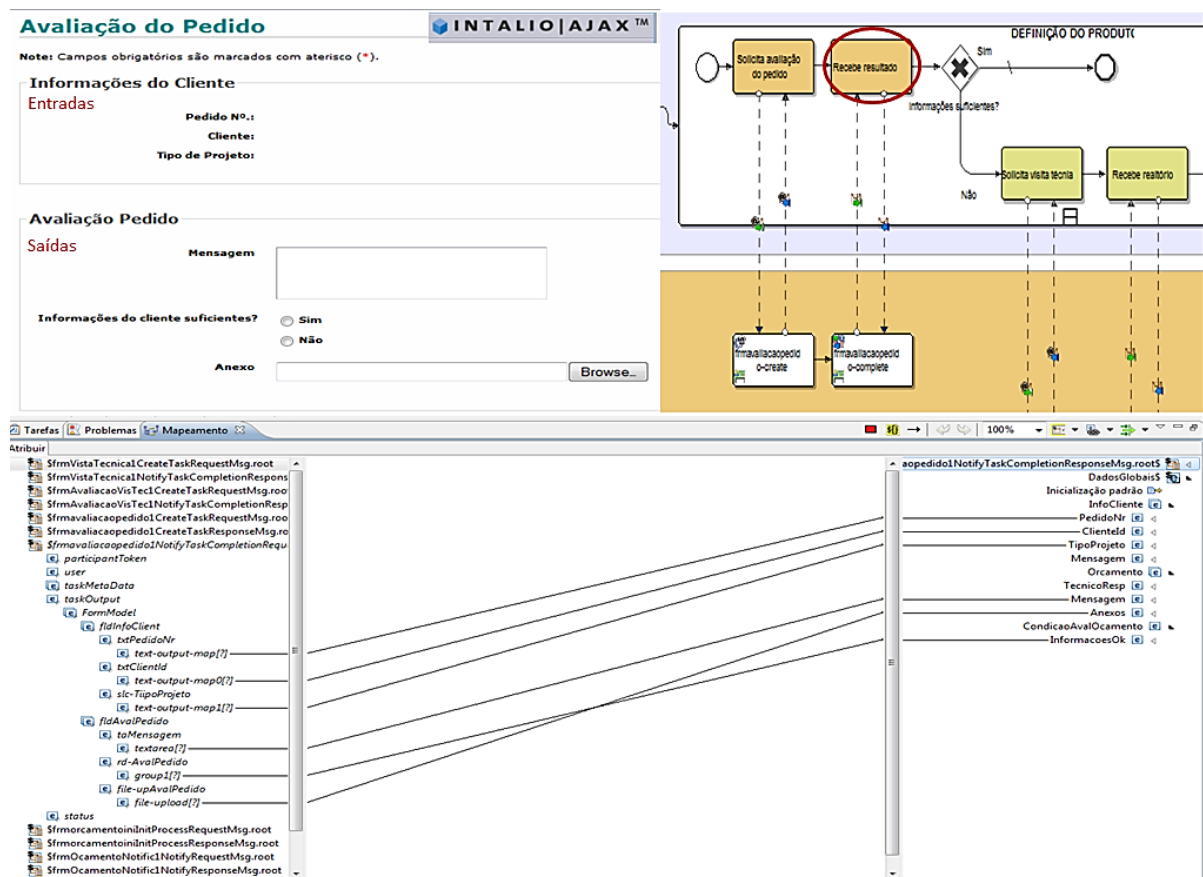 Avaliação do Pedido
INTALIO|AJAX™
Note: Campos obrigatórios são marcados com aterisco (*).
Informações do Cliente
Entradas
Pedido Nº.:
Cliente:
Tipo de Projeto:
Avaliação Pedido
Saídas
Mensagem
Informações do cliente suficientes?
Sim
Não
Anexo
Browse...
DEFINIÇÃO DO PRODUTO
Solicita avaliação
do pedido
Recebe resultado
Sim
Informações suficientes?
Não
Solicita visita técnia
Recebe realtório
frmavaliacaopedid
o-create
frmavaliacaopedid
o-complete
Tarefas
Problemas
Mapeamento
100%
Atribuir
$frmVistaTecnica1CreateTaskRequestMsg.root
$frmVistaTecnica1NotifyTaskCompletionRespons
$frmAvaliacaoVisTec1CreateTaskRequestMsg.roo
$frmAvaliacaoVisTec1NotifyTaskCompletionResp
$frmavaliacaopedido1CreateTaskRequestMsg.roo
$frmavaliacaopedido1CreateTaskResponseMsg.ro
$frmavaliacaopedido1NotifyTaskCompletionRequ
participantToken
user
taskMetaData
taskOutput
FormModel
fldInfoClient
txtPedidoNr
text-output-map[?]
txtClientId
text-output-map0[?]
slc-TiipoProjeto
text-output-map1[?]
fldAvalPedido
taMensagem
textarea[?]
rd-AvalPedido
group1[?]
file-upAvalPedido
file-upload[?]
status
$frmorcamentoiniInitProcessRequestMsg.root
$frmorcamentoiniInitProcessResponseMsg.root
$frmOcamentoNotific1NotifyRequestMsg.root
$frmOcamentoNotific1NotifyResponseMsg.root
aopedido1NotifyTaskCompletionResponseMsg.root$
DadosGlobais$
Inicialização padrão
InfoCliente
PedidoNr
ClienteId
TipoProjeto
Mensagem
Orcamento
TecnicoResp
Mensagem
Anexos
CondicaoAvalOcamento
InformacoesOk